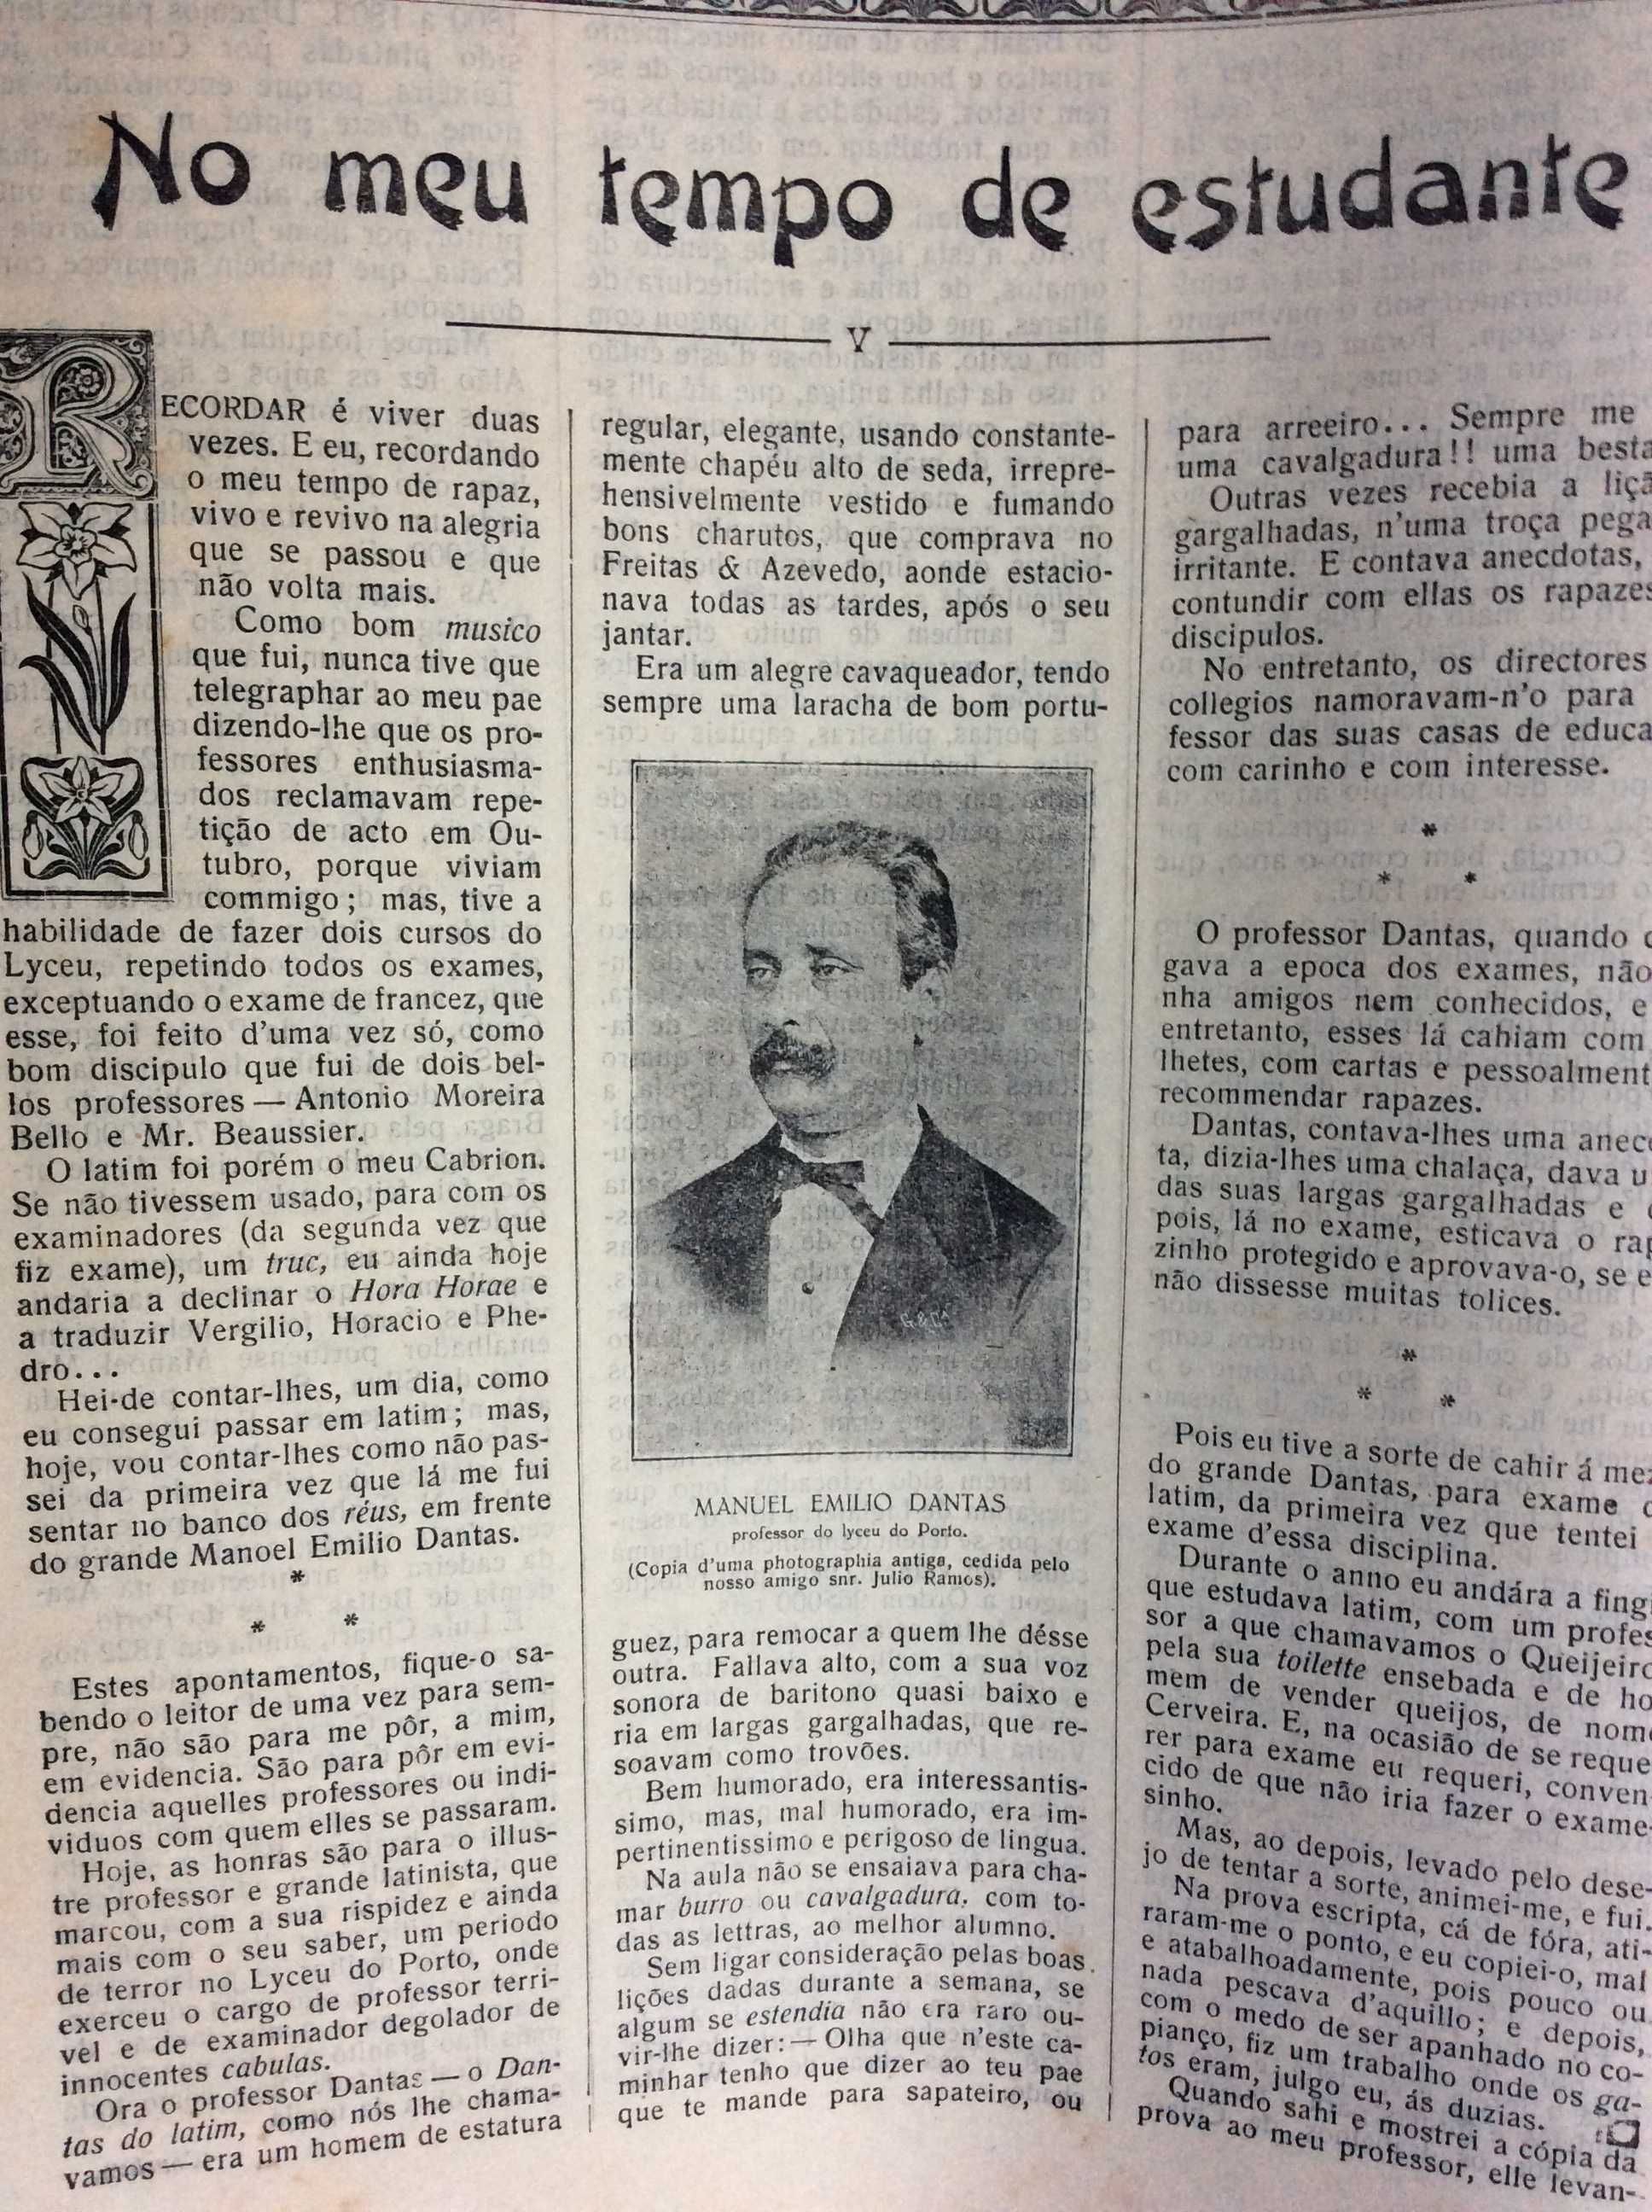 No meu tempo de estudante
V
RECORDAR é viver duas
vezes. E eu, recordando
o meu tempo de rapaz,
vivo e revivo na alegria
que se passou e que
não volta mais.
Como bom musico
que fui, nunca tive que
telegraphar ao meu pae
dizendo-lhe que os pro-
fessores enthusiasma-
dos reclamavam repe-
tição de acto em Ou-
tubro, porque viviam
commigo; mas, tive a
habilidade de fazer dois cursos do
Lyceu, repetindo todos os exames,
exceptuando o exame de francez, que
esse, foi feito d'uma vez só, como
bom discipulo que fui de dois bel-
los professores — Antonio Moreira
Bello e Mr. Beaussier.
O latim foi porém o meu Cabrion.
Se não tivessem usado, para com os
examinadores (da segunda vez que
fiz exame), um truc, eu ainda hoje
andaria a declinar o Hora Horae e
a traduzir Vergilio, Horacio e Phe-
dro...
Hei-de contar-lhes, um dia, como
eu consegui passar em latim; mas,
hoje, vou contar-lhes como não pas-
sei da primeira vez que lá me fui
sentar no banco dos réus, em frente
do grande Manoel Emilio Dantas.
*
* *
Estes apontamentos, fique-o sa-
bendo o leitor de uma vez para sem-
pre, não são para me pôr, a mim,
em evidencia. São para pôr em evi-
dencia aquelles professores ou indi-
viduos com quem elles se passaram.
Hoje, as honras são para o illus-
tre professor e grande latinista, que
marcou, com a sua rispidez e ainda
mais com o seu saber, um periodo
de terror no Lyceu do Porto, onde
exerceu o cargo de professor terri-
vel e de examinador degolador de
innocentes cabulas.
Ora o professor Dantas — o Dan-
tas do latim, como nós lhe chama-
vamos — era um homem de estatura
regular, elegante, usando constante-
mente chapéu alto de seda, irrepre-
hensivelmente vestido e fumando
bons charutos, que comprava no
Freitas & Azevedo, aonde estacio-
nava todas as tardes, após o seu
jantar.
Era um alegre cavaqueador, tendo
sempre uma laracha de bom portu-
G.&C.ª
MANUEL EMILIO DANTAS
professor do lyceu do Porto.
(Copia d'uma photographia antiga, cedida pelo
nosso amigo snr. Julio Ramos).
guez, para remocar a quem lhe désse
outra. Fallava alto, com a sua voz
sonora de baritono quasi baixo e
ria em largas gargalhadas, que re-
soavam como trovões.
Bem humorado, era interessantis-
simo, mas, mal humorado, era im-
pertinentissimo e perigoso de lingua.
Na aula não se ensaiava para cha-
mar burro ou cavalgadura, com to-
das as lettras, ao melhor alumno.
Sem ligar consideração pelas boas
lições dadas durante a semana, se
algum se estendia não era raro ou-
vir-lhe dizer: — Olha que n'este ca-
minhar tenho que dizer ao teu pae
que te mande para sapateiro, ou
para arreeiro... Sempre me
uma cavalgadura!! uma besta
Outras vezes recebia a liçã
gargalhadas, n'uma troça pega
irritante. E contava anecdotas,
contundir com ellas os rapazes
discipulos.
No entretanto, os directores
collegios namoravam-n'o para
fessor das suas casas de educa
com carinho e com interesse.
*
* *
O professor Dantas, quando c
gava a epoca dos exames, não
nha amigos nem conhecidos, e
entretanto, esses lá cahiam com
lhetes, com cartas e pessoalment
recommendar rapazes.
Dantas, contava-lhes uma anec
ta, dizia-lhes uma chalaça, dava u
das suas largas gargalhadas e
pois, lá no exame, esticava o rap
zinho protegido e aprovava-o, se e
não dissesse muitas tolices.
*
* *
Pois eu tive a sorte de cahir á me
do grande Dantas, para exame
latim, da primeira vez que tentei
exame d'essa disciplina.
Durante o anno eu andára a fing
que estudava latim, com um profes
sor a que chamavamos o Queijeiro
pela sua toilette ensebada e de ho
mem de vender queijos, de nome
Cerveira. E, na ocasião de se reque
rer para exame eu requeri, conven-
cido de que não iria fazer o exame-
sinho.
Mas, ao depois, levado pelo dese-
jo de tentar a sorte, animei-me, e fui.
Na prova escripta, cá de fóra, ati-
raram-me o ponto, e eu copiei-o, mal
e atabalhoadamente, pois pouco ou
nada pescava d'aquillo; e depois,
com o medo de ser apanhado no co-
pianço, fiz um trabalho onde os ga-
tos eram, julgo eu, ás duzias.
Quando sahi e mostrei a cópia da
prova ao meu professor, elle levan-